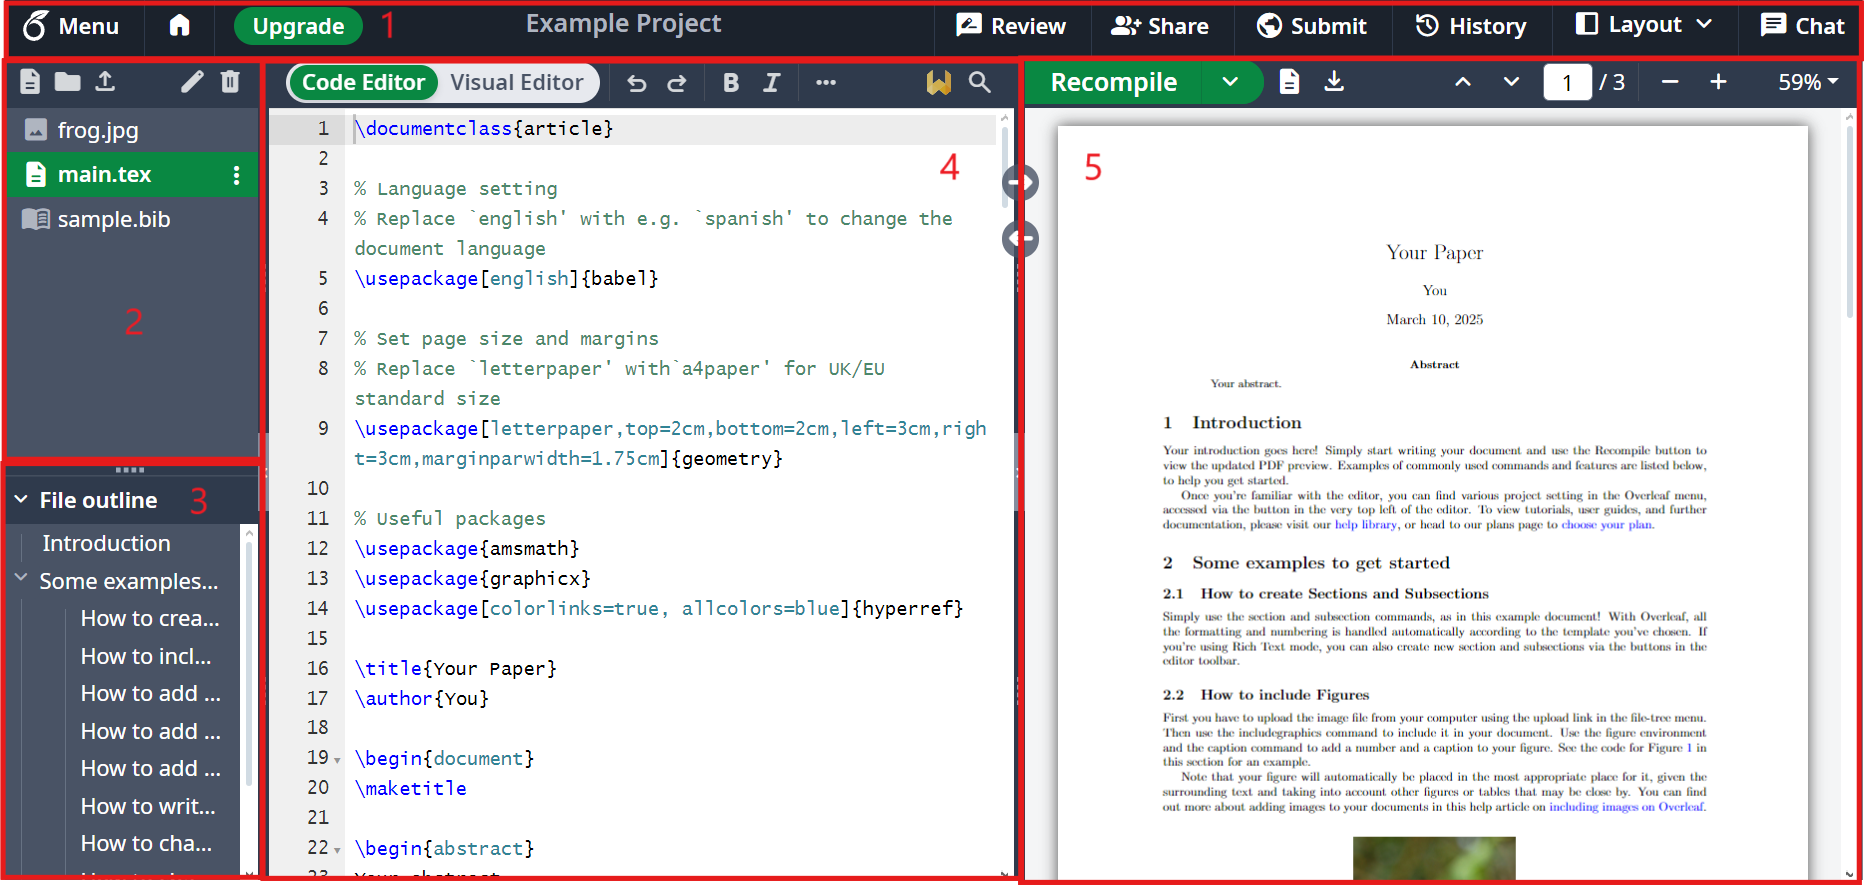 Menu
Upgrade
1
Example Project
Review
Share
Submit
History
Layout
Chat
frog.jpg
main.tex
sample.bib
2
File outline
3
Introduction
Some examples...
How to crea...
How to incl...
How to add ...
How to add ...
How to add ...
How to writ...
How to cha...
Code Editor
Visual Editor
B
I
4
1 \documentclass{article}
2
3 % Language setting
4 % Replace `english' with e.g. `spanish' to change the
document language
5 \usepackage[english]{babel}
6
7 % Set page size and margins
8 % Replace `letterpaper' with`a4paper' for UK/EU
standard size
9 \usepackage[letterpaper,top=2cm,bottom=2cm,left=3cm,righ
t=3cm,marginparwidth=1.75cm]{geometry}
10
11 % Useful packages
12 \usepackage{amsmath}
13 \usepackage{graphicx}
14 \usepackage[colorlinks=true, allcolors=blue]{hyperref}
15
16 \title{Your Paper}
17 \author{You}
18
19 \begin{document}
20 \maketitle
21
22 \begin{abstract}
23 Your abstract.
Recompile
1 / 3
59%
5
Your Paper
You
March 10, 2025
Abstract
Your abstract.
1 Introduction
Your introduction goes here! Simply start writing your document and use the Recompile button to
view the updated PDF preview. Examples of commonly used commands and features are listed below,
to help you get started.
Once you're familiar with the editor, you can find various project setting in the Overleaf menu,
accessed via the button in the very top left of the editor. To view tutorials, user guides, and further
documentation, please visit our help library, or head to our plans page to choose your plan.
2 Some examples to get started
2.1 How to create Sections and Subsections
Simply use the section and subsection commands, as in this example document! With Overleaf, all
the formatting and numbering is handled automatically according to the template you've chosen. If
you're using Rich Text mode, you can also create new section and subsections via the buttons in the
editor toolbar.
2.2 How to include Figures
First you have to upload the image file from your computer using the upload link in the file-tree menu.
Then use the includegraphics command to include it in your document. Use the figure environment
and the caption command to add a number and a caption to your figure. See the code for Figure 1 in
this section for an example.
Note that your figure will automatically be placed in the most appropriate place for it, given the
surrounding text and taking into account other figures or tables that may be close by. You can find
out more about adding images to your documents in this help article on including images on Overleaf.